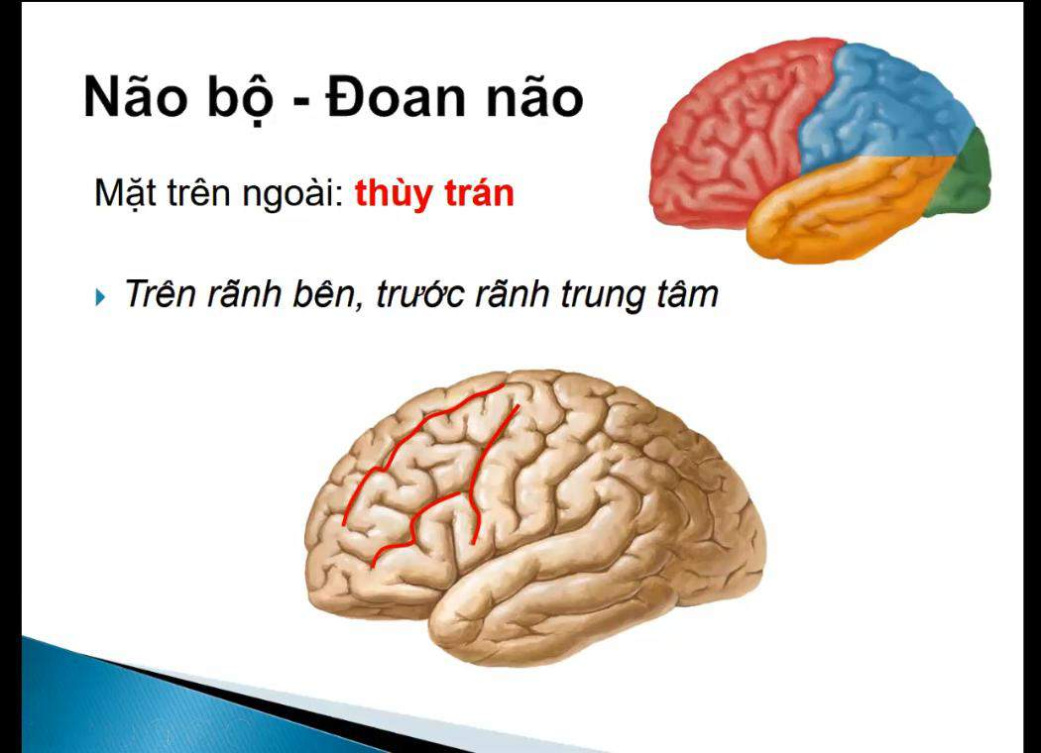 Não bộ - Đoan não
Mặt trên ngoài: thùy trán
Trên rãnh bên, trước rãnh trung tâm